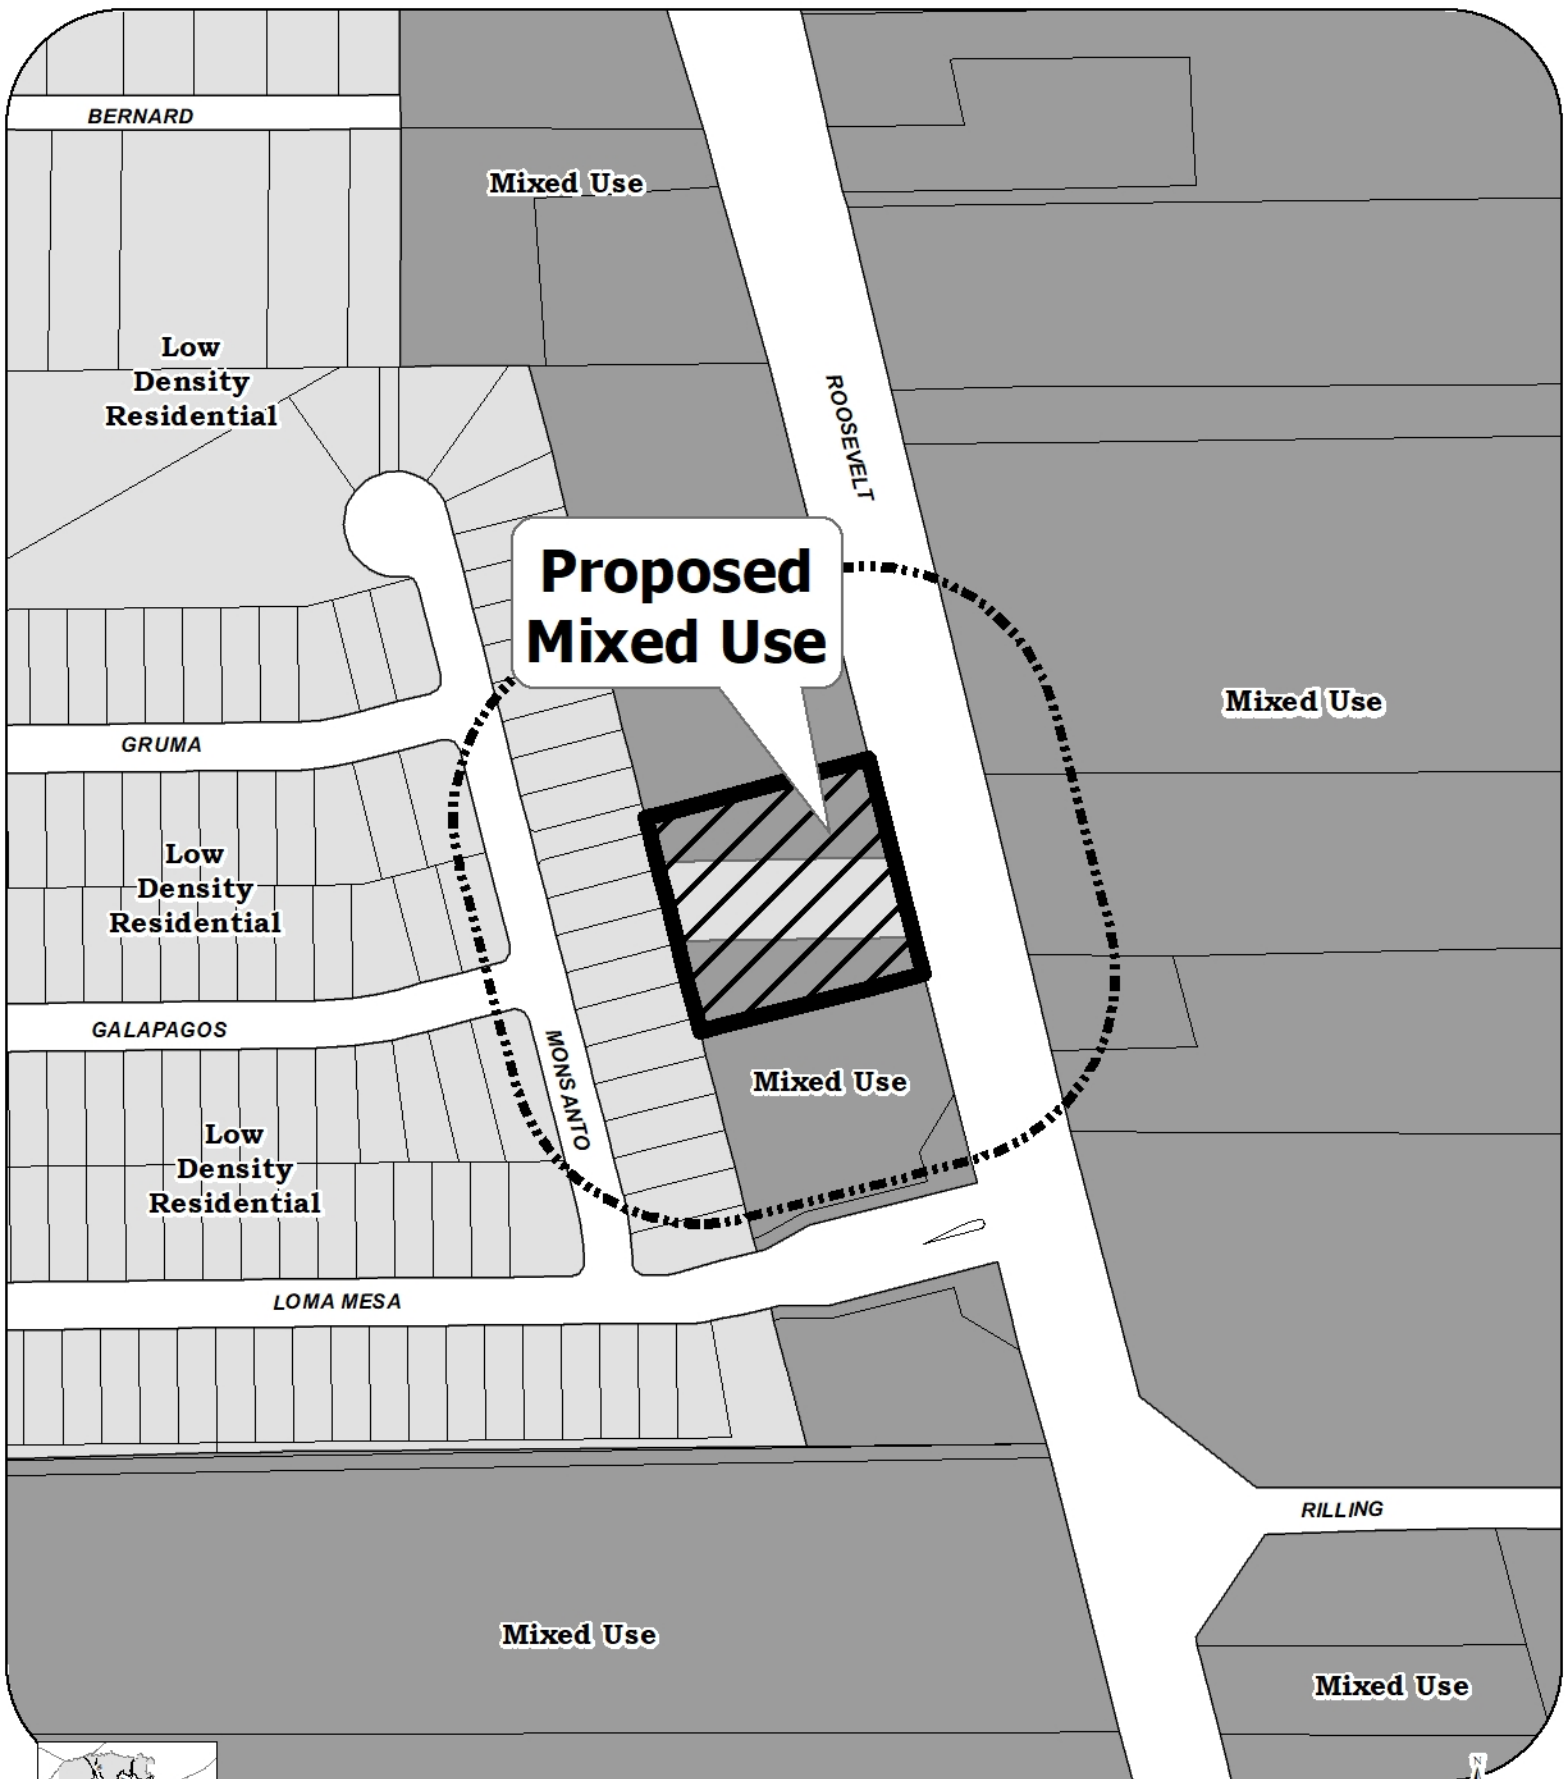 BERNARD
Mixed Use
Low
Density
Residential
ROOSEVELT
Proposed
Mixed Use
Mixed Use
GRUMA
Low
Density
Residential
GALAPAGOS
MONSANTO
Mixed Use
Low
Density
Residential
LOMA MESA
RILLING
Mixed Use
Mixed Use
N